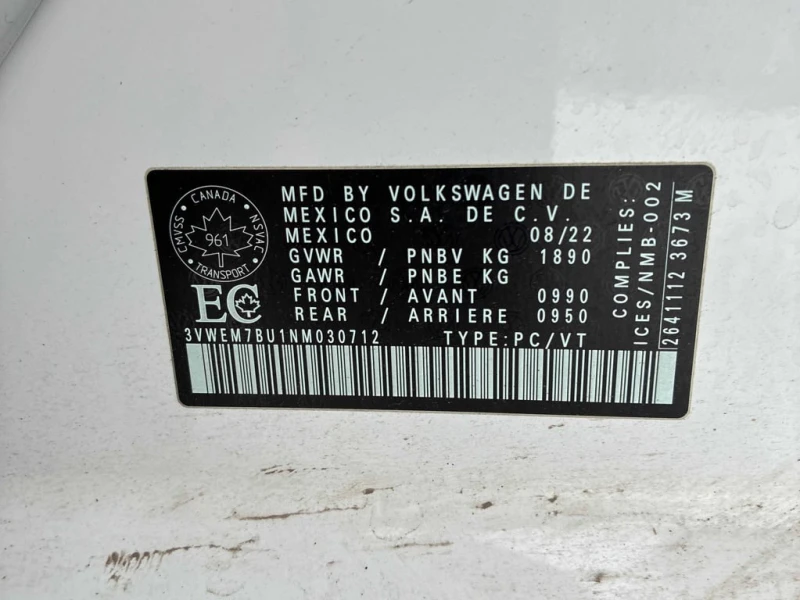 CANADA
CMVSS NSVAC
961
TRANSPORT
EC
MFD BY VOLKSWAGEN DE
MEXICO S.A. DE C.V.
MEXICO 08/22
GVWR / PNBV KG 1890
GAWR / PNBE KG
FRONT / AVANT 0990
REAR / ARRIERE 0950
3VWEM7BU1NM030712 TYPE:PC/VT
COMPLIES:
ICES/NMB-002
26411112 3673 M